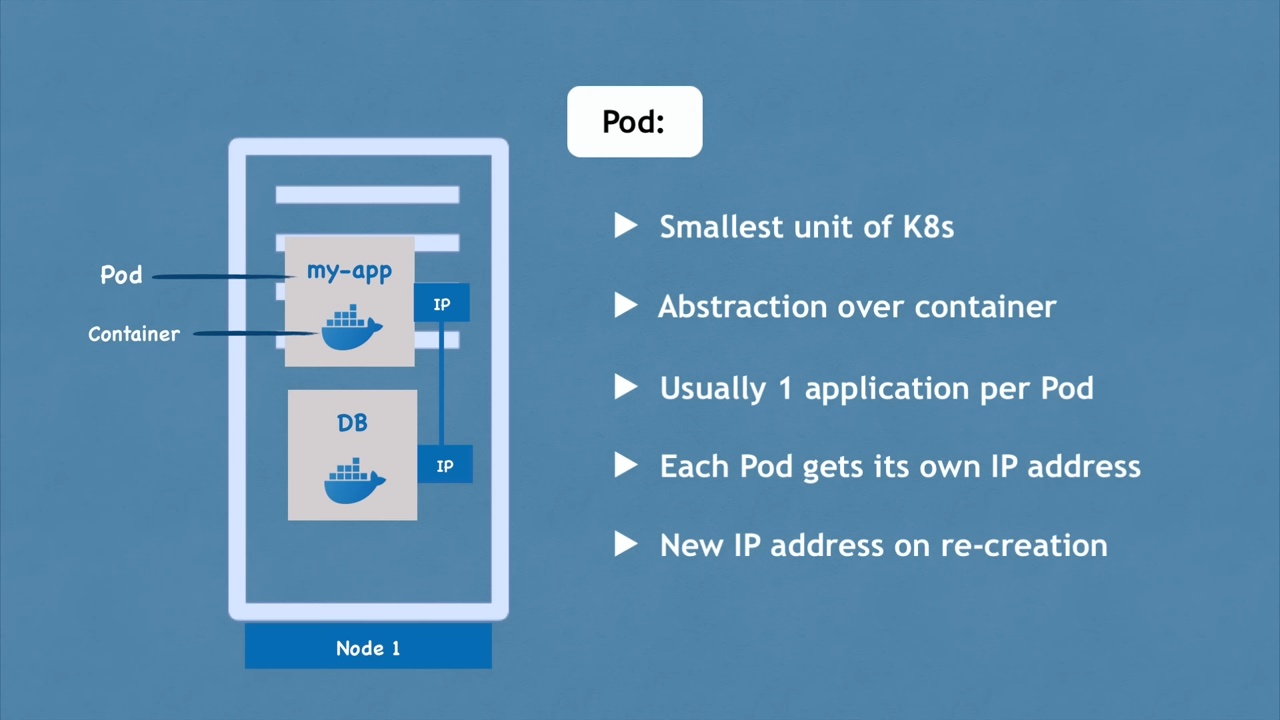 Pod:
Smallest unit of K8s
Abstraction over container
Usually 1 application per Pod
Each Pod gets its own IP address
New IP address on re-creation
Pod
Container
my-app
IP
DB
IP
Node 1